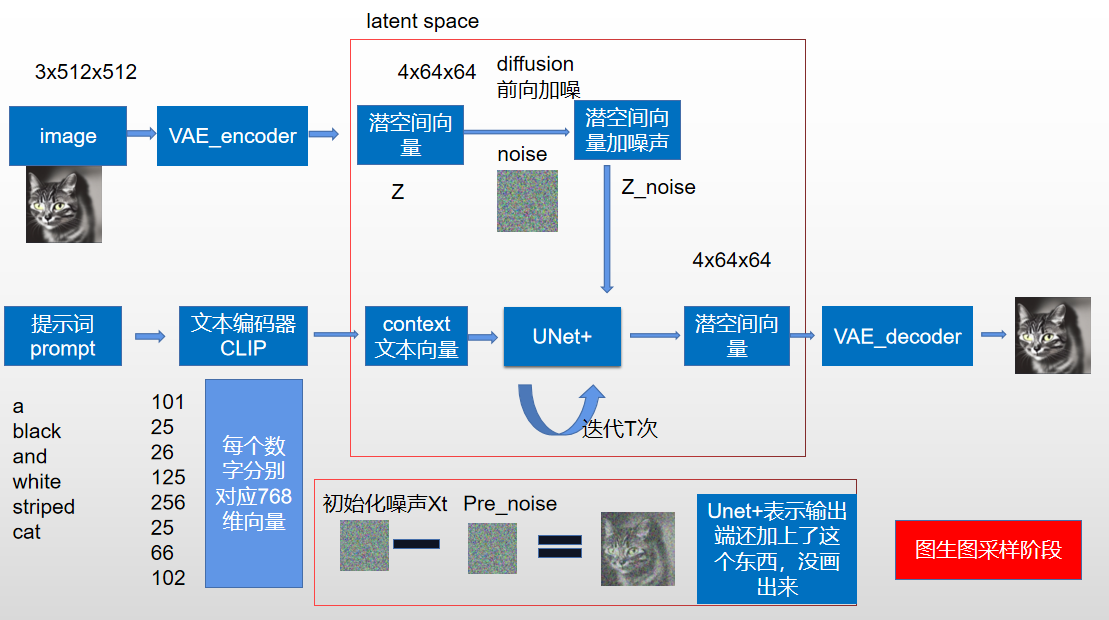 latent space
3x512x512
4x64x64
diffusion
前向加噪
image
VAE_encoder
潜空间向
量
潜空间向
量加噪声
noise
Z
Z_noise
4x64x64
提示词
prompt
文本编码器
CLIP
context
文本向量
UNet+
潜空间向
量
VAE_decoder
迭代T次
a
black
and
white
striped
cat
101
25
26
125
256
25
66
102
每个数
字分别
对应768
维向量
初始化噪声Xt
Pre_noise
Unet+表示输出
端还加上了这
个东西，没画
出来
图生图采样阶段